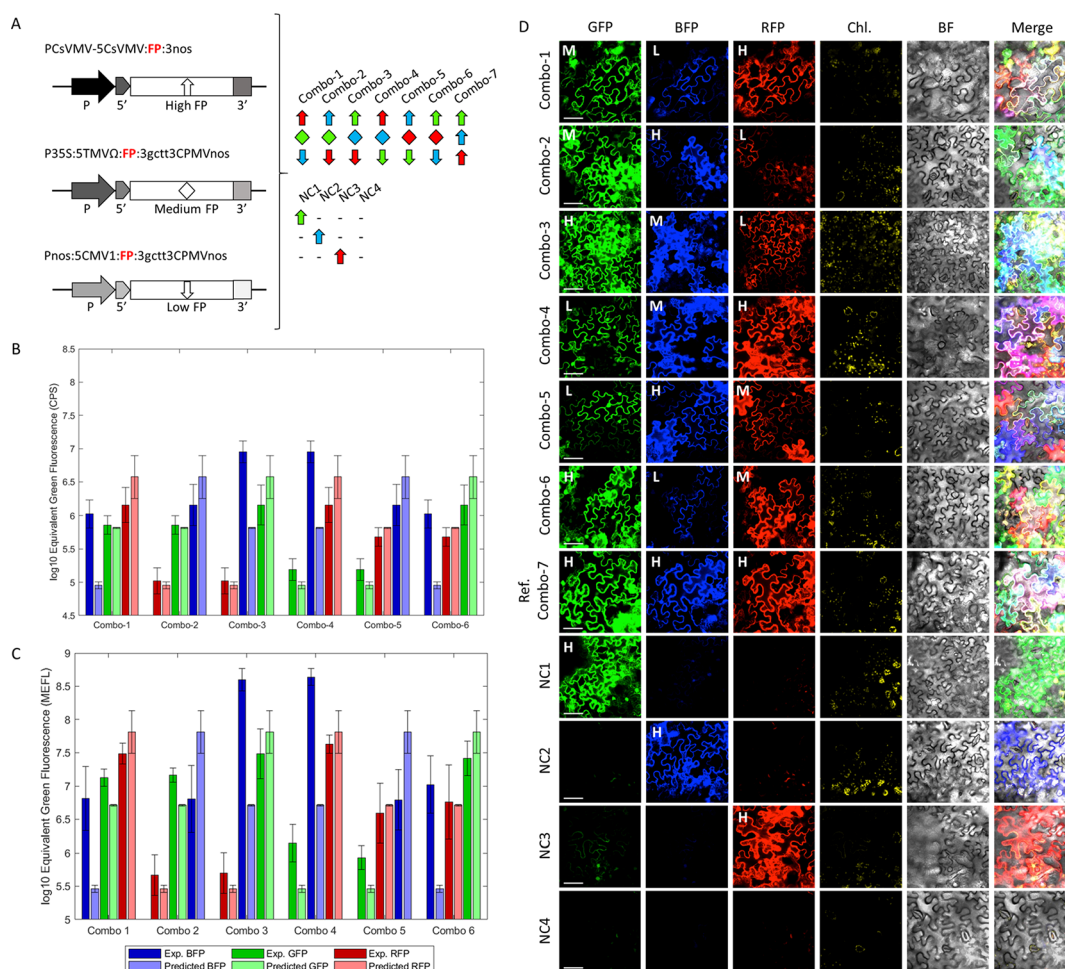 A
PCsVMV-5CsVMV:FP:3nos
P 5' High FP 3'
P35S:5TMVΩ:FP:3gctt3CPMVnos
P 5' Medium FP 3'
Pnos:5CMV1:FP:3gctt3CPMVnos
P 5' Low FP 3'
Combo-1 Combo-2 Combo-3 Combo-4 Combo-5 Combo-6 Combo-7
NC1 NC2 NC3 NC4
- - -
- - -
- - -
B
log10 Equivalent Green Fluorescence (CPS)
8.5
8
7.5
7
6.5
6
5.5
5
4.5
Combo-1 Combo-2 Combo-3 Combo-4 Combo-5 Combo-6
C
log10 Equivalent Green Fluorescence (MEFL)
9
8.5
8
7.5
7
6.5
6
5.5
5
Combo 1 Combo 2 Combo 3 Combo 4 Combo 5 Combo 6
Exp. BFP Exp. GFP Exp. RFP
Predicted BFP Predicted GFP Predicted RFP
D
GFP BFP RFP Chl. BF Merge
Combo-1 M L H
Combo-2 M H L
Combo-3 H M L
Combo-4 L M H
Combo-5 L H M
Combo-6 H L M
Ref. Combo-7 H H H
NC1 H
NC2 H
NC3 H
NC4